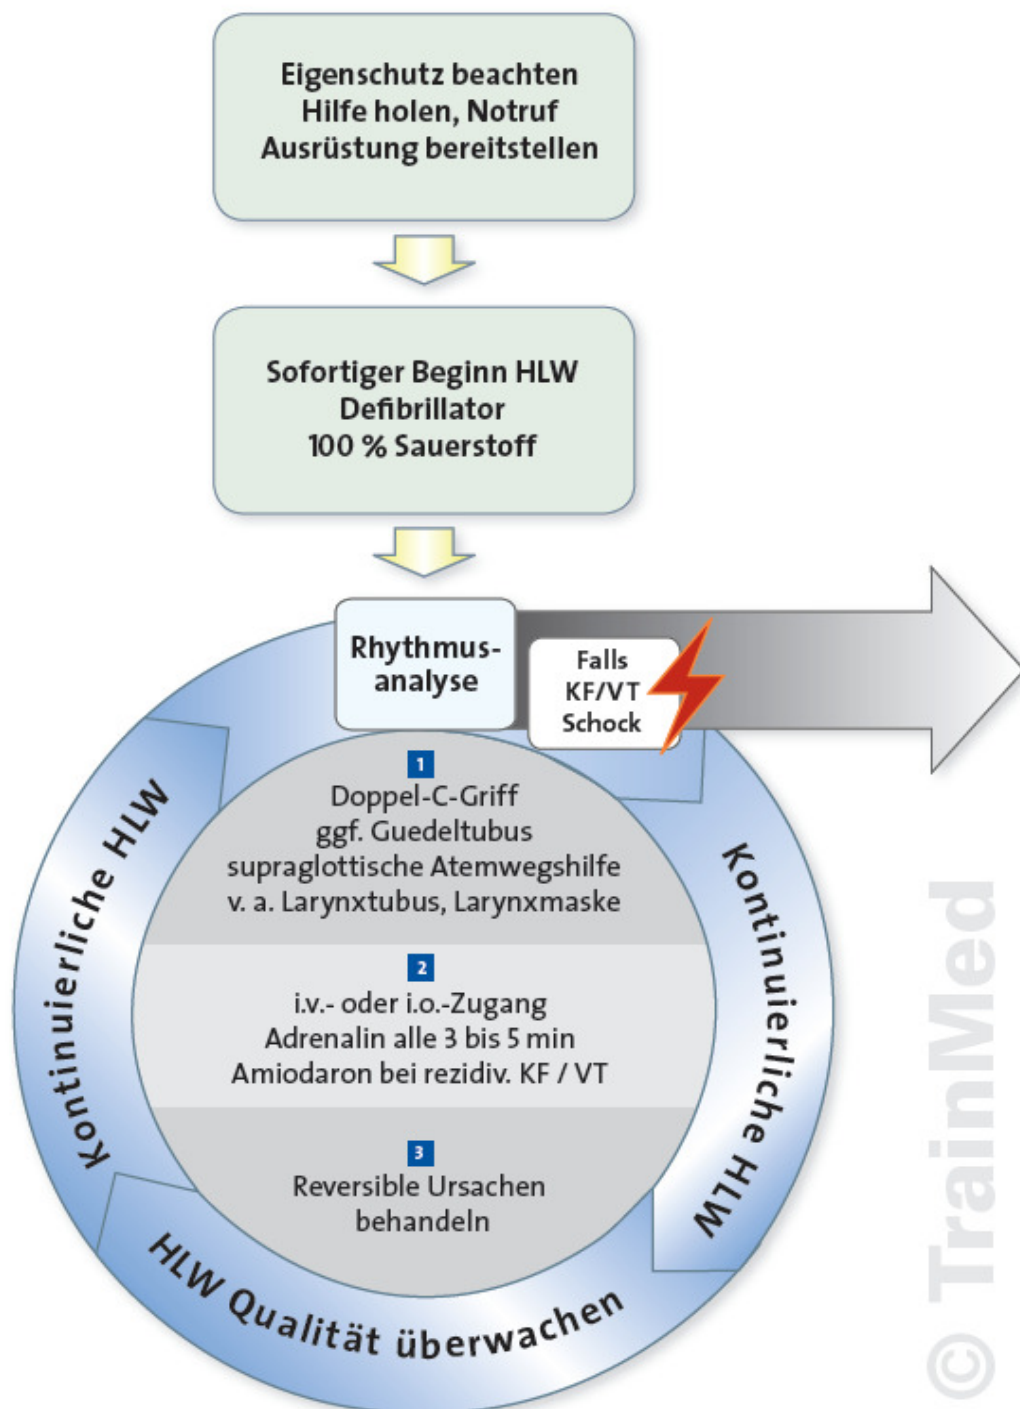 Eigenschutz beachten
Hilfe holen, Notruf
Ausrüstung bereitstellen
Sofortiger Beginn HLW
Defibrillator
100 % Sauerstoff
Rhythmus-
analyse
Falls
KF/VT
Schock
1
Doppel-C-Griff
ggf. Guedeltubus
supraglottische Atemwegshilfe
v. a. Larynxtubus, Larynxmaske
2
i.v.- oder i.o.-Zugang
Adrenalin alle 3 bis 5 min
Amiodaron bei rezidiv. KF / VT
3
Reversible Ursachen
behandeln
Kontinuierliche HLW
HLW Qualität überwachen
Kontinuierliche HLW
© TrainMed